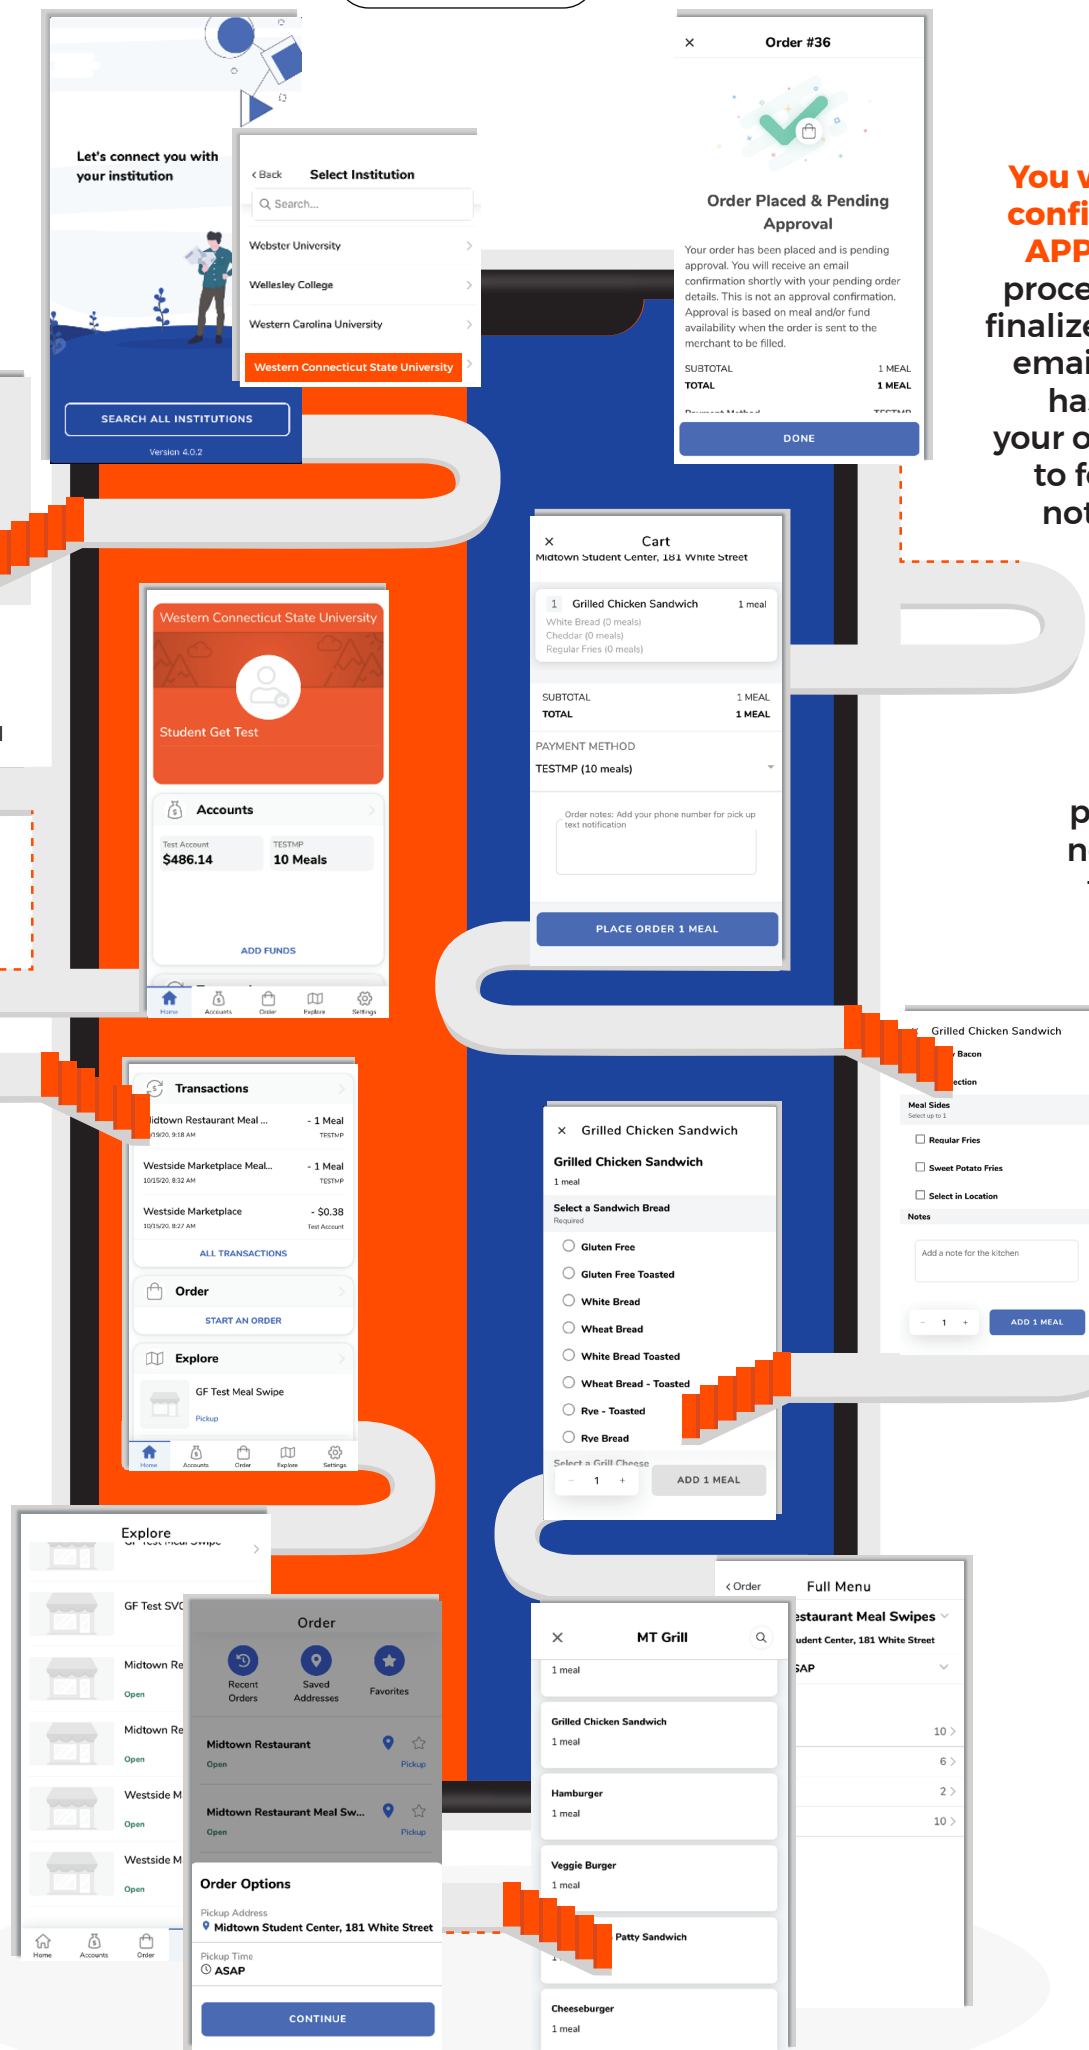 Let's connect you with
your institution
SEARCH ALL INSTITUTIONS
Version 4.0.2
< Back
Select Institution
Search...
Webster University
Wellesley College
Western Carolina University
Western Connecticut State University
Order #36
Order Placed & Pending
Approval
Your order has been placed and is pending
approval. You will receive an email
confirmation shortly with your pending order
details. This is not an approval confirmation.
Approval is based on meal and/or fund
availability when the order is sent to the
merchant to be filled.
SUBTOTAL 1 MEAL
TOTAL 1 MEAL
Payment Method TESTMP
DONE
You
APP
your
to
Western Connecticut State University
Student Get Test
Accounts
Test Account
$486.14
TESTMP
10 Meals
ADD FUNDS
Home Accounts Order Explore Settings
Cart
Midtown Student Center, 181 White Street
1 Grilled Chicken Sandwich 1 meal
White Bread (0 meals)
Cheddar (0 meals)
Regular Fries (0 meals)
SUBTOTAL 1 MEAL
TOTAL 1 MEAL
PAYMENT METHOD
TESTMP (10 meals)
Order notes: Add your phone number for pick up
text notification
PLACE ORDER 1 MEAL
Transactions
idtown Restaurant Meal ... - 1 Meal
/19/20, 9:18 AM TESTMP
Westside Marketplace Meal... - 1 Meal
10/15/20, 8:32 AM TESTMP
Westside Marketplace - $0.38
10/15/20, 8:27 AM Test Account
ALL TRANSACTIONS
Order
START AN ORDER
Explore
GF Test Meal Swipe
Pickup
Home Accounts Order Explore Settings
Grilled Chicken Sandwich
Grilled Chicken Sandwich
1 meal
Select a Sandwich Bread
Required
Gluten Free
Gluten Free Toasted
White Bread
Wheat Bread
White Bread Toasted
Wheat Bread - Toasted
Rye - Toasted
Rye Bread
Select a Grill Cheese
- 1 +
ADD 1 MEAL
Grilled Chicken Sandwich
Bacon
ection
Meal Sides
Select up to 1
Regular Fries
Sweet Potato Fries
Select in Location
Notes
Add a note for the kitchen
- 1 +
ADD 1 MEAL
Explore
GF Test Meal Swipe
GF Test SVC
Midtown Re
Open
Midtown Re
Open
Westside M
Open
Westside M
Open
Home Accounts Order
Order
Recent
Orders
Saved
Addresses
Favorites
Midtown Restaurant
Open Pickup
Midtown Restaurant Meal Sw...
Open Pickup
Order Options
Pickup Address
Midtown Student Center, 181 White Street
Pickup Time
ASAP
CONTINUE
MT Grill
1 meal
Grilled Chicken Sandwich
1 meal
Hamburger
1 meal
Veggie Burger
1 meal
Patty Sandwich
Cheeseburger
1 meal
< Order
Full Menu
estaurant Meal Swipes
udent Center, 181 White Street
SAP
10 >
6 >
2 >
10 >